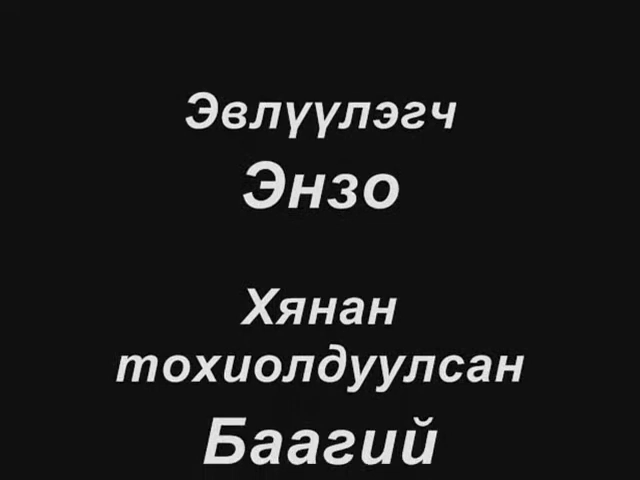 Эвлүүлэгч
Энзо
Хянан
тохиолдуулсан
Баагий